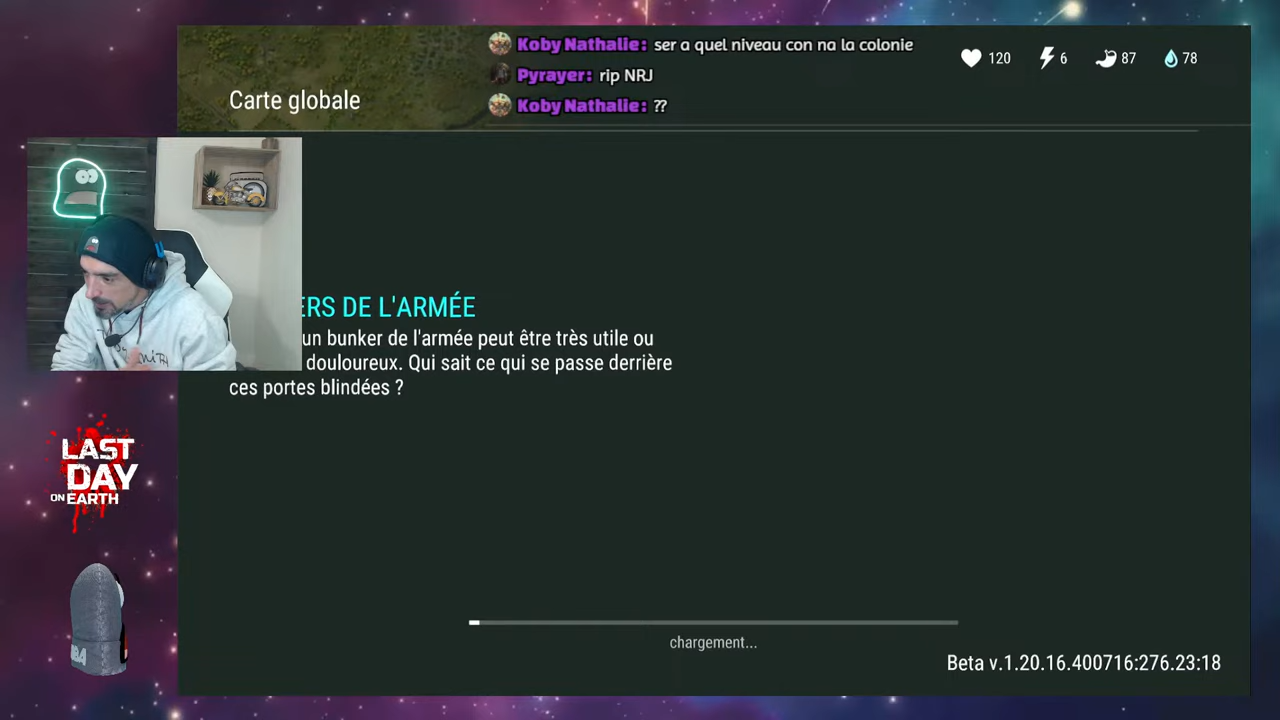 Koby Nathalie: ser a quel niveau con na la colonie
Pyrayer: rip NRJ
Koby Nathalie: ??
120
6
87
78
Carte globale
ERS DE L'ARMÉE
un bunker de l'armée peut être très utile ou
douloureux. Qui sait ce qui se passe derrière
ces portes blindées ?
LAST
DAY
ON EARTH
chargement...
Beta v.1.20.16.400716:276.23:18